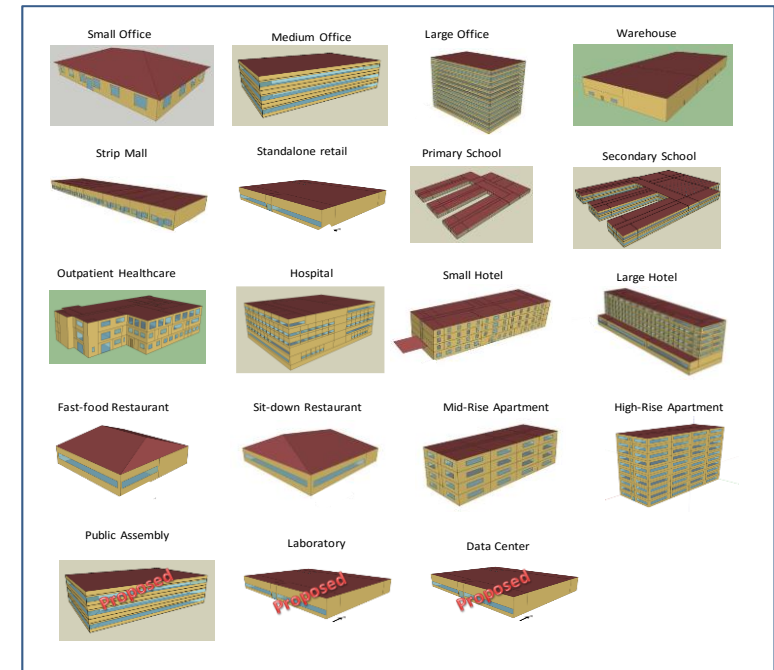 Small Office
Medium Office
Large Office
Warehouse
Strip Mall
Standalone retail
Primary School
Secondary School
Outpatient Healthcare
Hospital
Small Hotel
Large Hotel
Fast-food Restaurant
Sit-down Restaurant
Mid-Rise Apartment
High-Rise Apartment
Public Assembly
Laboratory
Data Center
Proposed
Proposed
Proposed